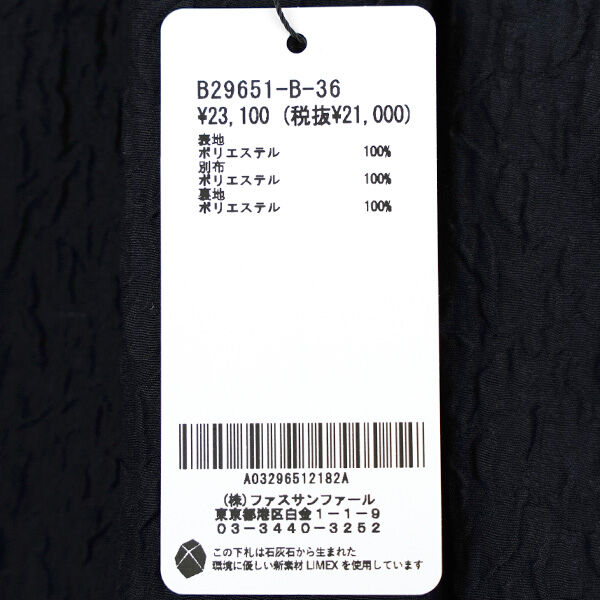 B29651-B-36
¥23,100 (税抜¥21,000)
表地
ポリエステル 100%
別布
ポリエステル 100%
裏地
ポリエステル 100%
A03296512182A
(株)ファスサンファール
東東都港区白金1-1-9
03-3440-3252
この下札は石灰石から生まれた
環境に優しい新素材 LIMEX を使用しています